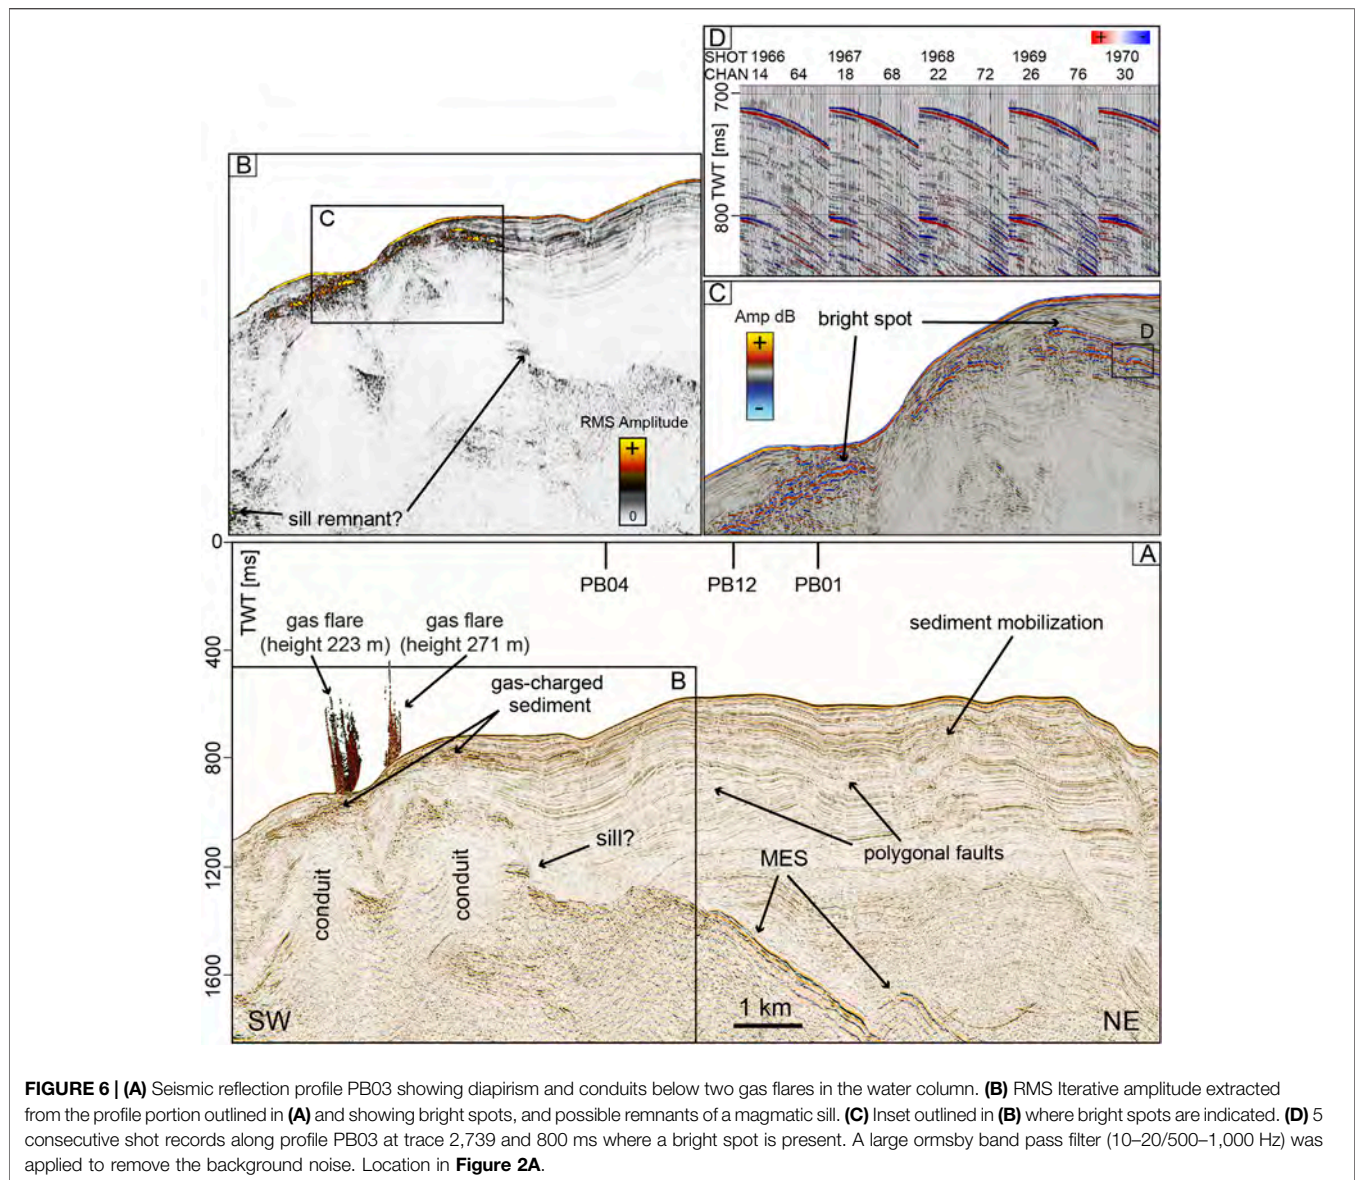 D
+ -
SHOT 1966 1967 1968 1969 1970
CHAN 14 64 18 68 22 72 26 76 30
700
TWT [ms]
800
B
C
RMS Amplitude
+
0
sill remnant?
C
Amp dB
+
-
bright spot
D
0
TWT [ms]
400
800
1200
1600
A
PB04 PB12 PB01
gas flare
(height 223 m)
gas flare
(height 271 m)
gas-charged
sediment
B
sediment mobilization
sill?
MES
polygonal faults
conduit
conduit
1 km
SW
NE
FIGURE 6 | (A) Seismic reflection profile PB03 showing diapirism and conduits below two gas flares in the water column. (B) RMS Iterative amplitude extracted
from the profile portion outlined in (A) and showing bright spots, and possible remnants of a magmatic sill. (C) Inset outlined in (B) where bright spots are indicated. (D) 5
consecutive shot records along profile PB03 at trace 2,739 and 800 ms where a bright spot is present. A large ormsby band pass filter (10–20/500–1,000 Hz) was
applied to remove the background noise. Location in Figure 2A.